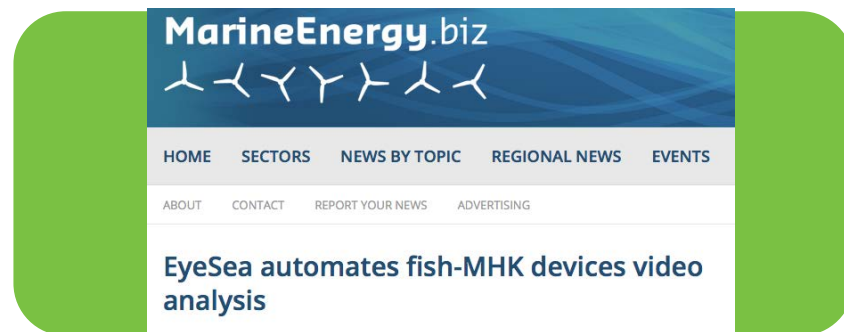 MarineEnergy.biz
HOME SECTORS NEWS BY TOPIC REGIONAL NEWS EVENTS
ABOUT CONTACT REPORT YOUR NEWS ADVERTISING
EyeSea automates fish-MHK devices video
analysis